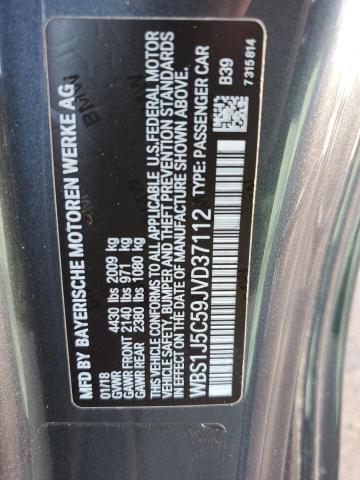 MFD BY BAYERISCHE MOTOREN WERKE AG
01/18
GVWR 4430 lbs 2009 kg
GAWR FRONT 2140 lbs 971 kg
GAWR REAR 2380 lbs 1080 kg
THIS VEHICLE CONFORMS TO ALL APPLICABLE U.S.FEDERAL MOTOR
VEHICLE SAFETY, BUMPER AND THEFT PREVENTION STANDARDS
IN EFFECT ON THE DATE OF MANUFACTURE SHOWN ABOVE.
WBS1J5C59JVD37112 TYPE: PASSENGER CAR
B39
7 315 814
BMW